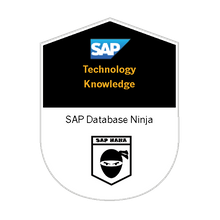 SAP
Technology
Knowledge
SAP Database Ninja
SAP HANA